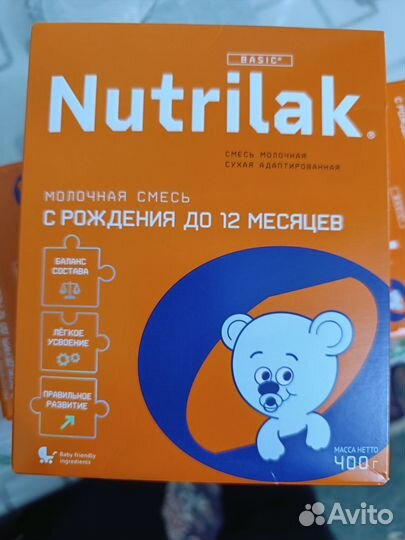 BASIC®
Nutrilak®
СМЕСЬ МОЛОЧНАЯ
СУХАЯ АДАПТИРОВАННАЯ
МОЛОЧНАЯ СМЕСЬ
С РОЖДЕНИЯ ДО 12 МЕСЯЦЕВ
БАЛАНС
СОСТАВА
ЛЁГКОЕ
УСВОЕНИЕ
ПРАВИЛЬНОЕ
РАЗВИТИЕ
Baby friendly
ingredients
МАССА НЕТТО
400 г
Avito